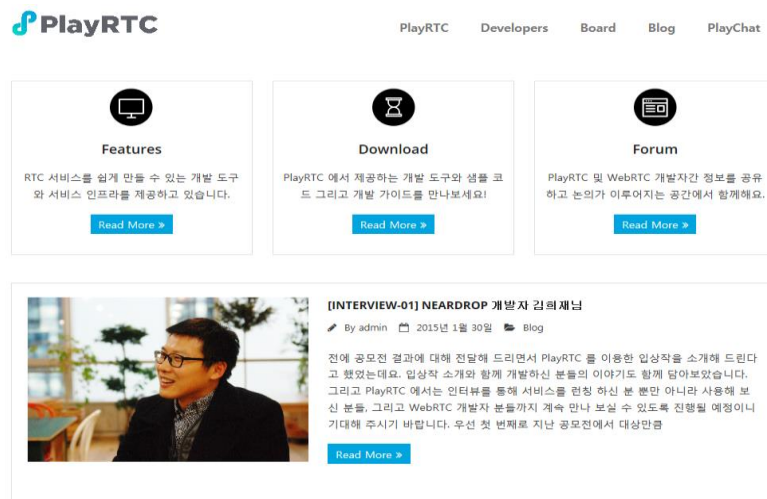 PlayRTC
PlayRTC Developers Board Blog PlayChat
Features
RTC 서비스를 쉽게 만들 수 있는 개발 도구
와 서비스 인프라를 제공하고 있습니다.
Read More »
Download
PlayRTC 에서 제공하는 개발 도구와 샘플 코
드 그리고 개발 가이드를 만나보세요!
Read More »
Forum
PlayRTC 및 WebRTC 개발자간 정보를 공유
하고 논의가 이루어지는 공간에서 함께해요.
Read More »
[INTERVIEW-01] NEARDROP 개발자 김희재님
By admin 2015년 1월 30일 Blog
전에 공모전 결과에 대해 전달해 드리면서 PlayRTC 를 이용한 입상작을 소개해 드린다
고 했었는데요. 입상작 소개와 함께 개발하신 분들의 이야기도 함께 담아보았습니다.
그리고 PlayRTC 에서는 인터뷰를 통해 서비스를 런칭 하신 분 뿐만 아니라 사용해 보
신 분들, 그리고 WebRTC 개발자 분들까지 계속 만나 보실 수 있도록 진행될 예정이니
기대해 주시기 바랍니다. 우선 첫 번째로 지난 공모전에서 대상만큼
Read More »